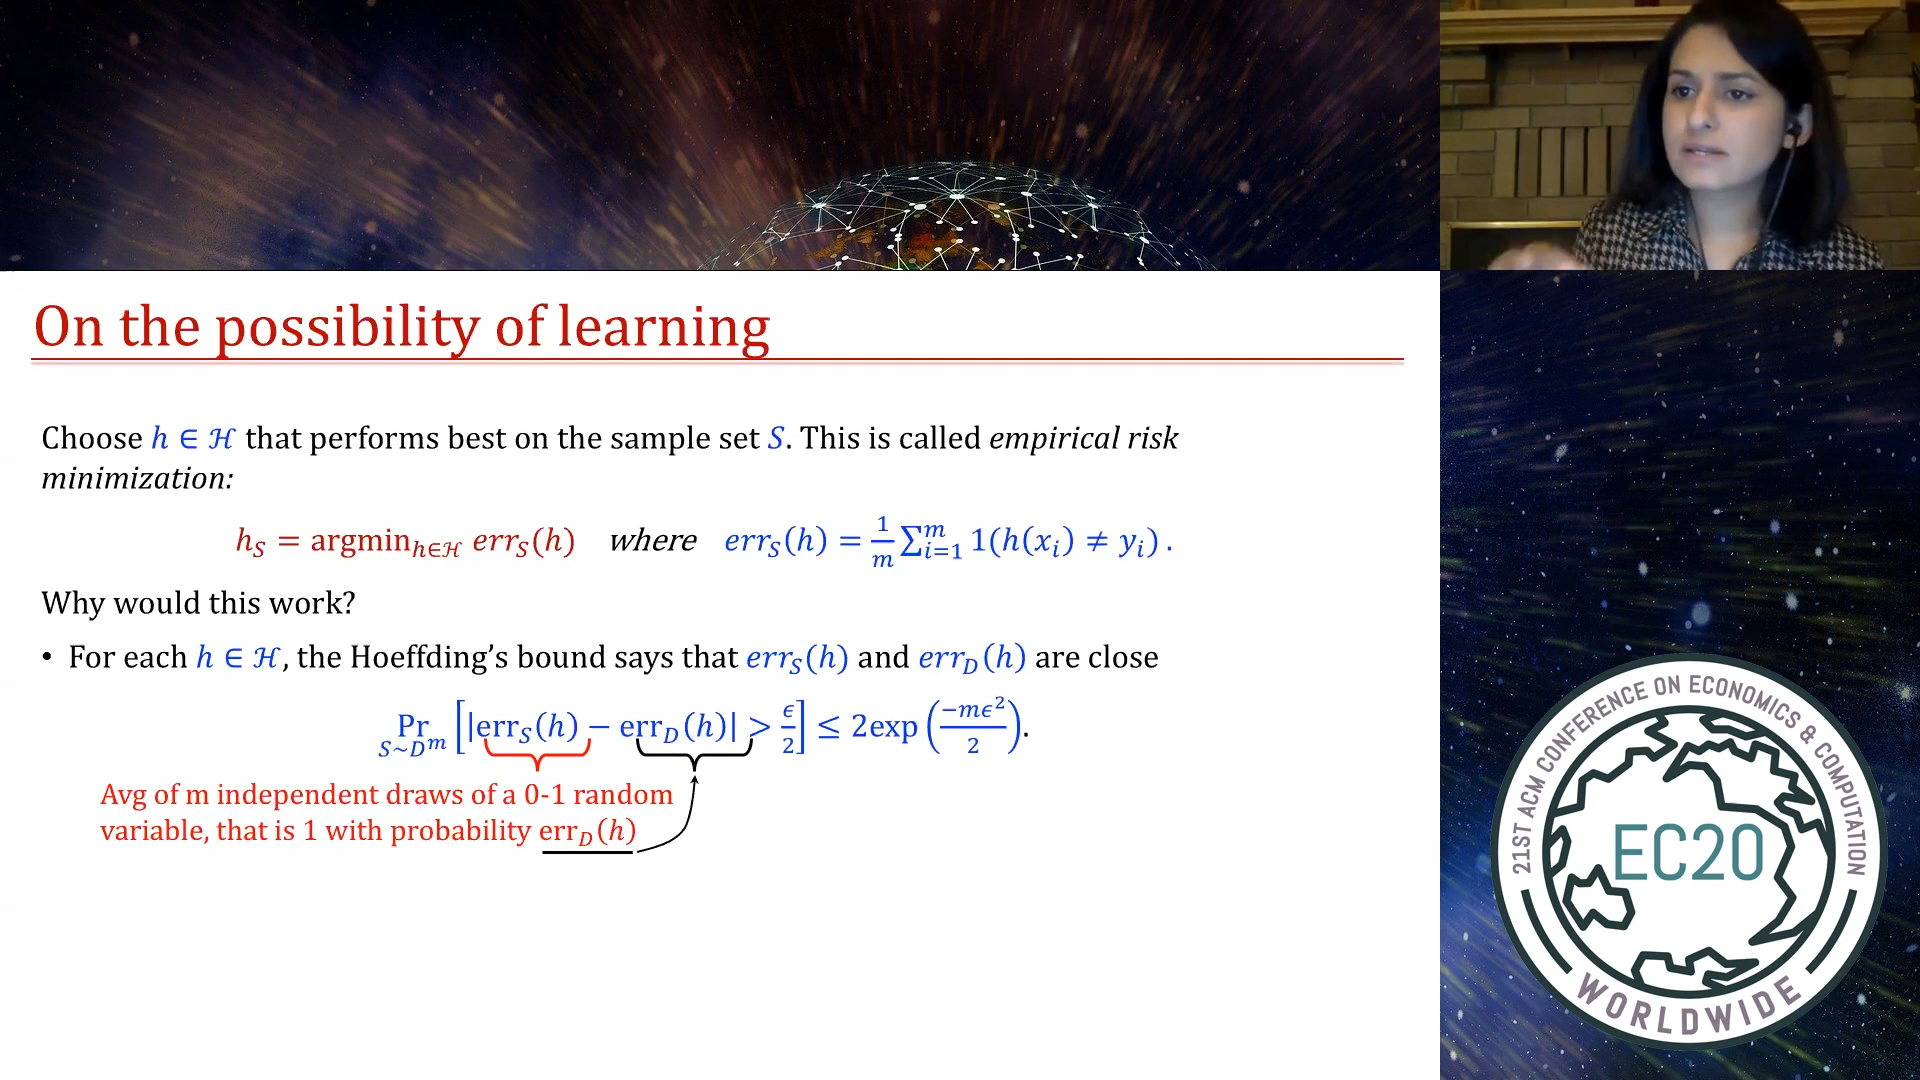 On the possibility of learning
Choose h ∈ ℋ that performs best on the sample set S. This is called empirical risk
minimization:
h_S = argmin_{h∈ℋ} err_S(h) where err_S(h) = 1/m ∑_{i=1}^m 1(h(x_i) ≠ y_i) .
Why would this work?
• For each h ∈ ℋ, the Hoeffding’s bound says that err_S(h) and err_D(h) are close
Pr_{S~D^m} [|err_S(h) − err_D(h)| > ϵ/2] ≤ 2exp(−mϵ²/2).
Avg of m independent draws of a 0-1 random
variable, that is 1 with probability err_D(h)
21ST ACM CONFERENCE ON ECONOMICS & COMPUTATION
EC20
WORLDWIDE